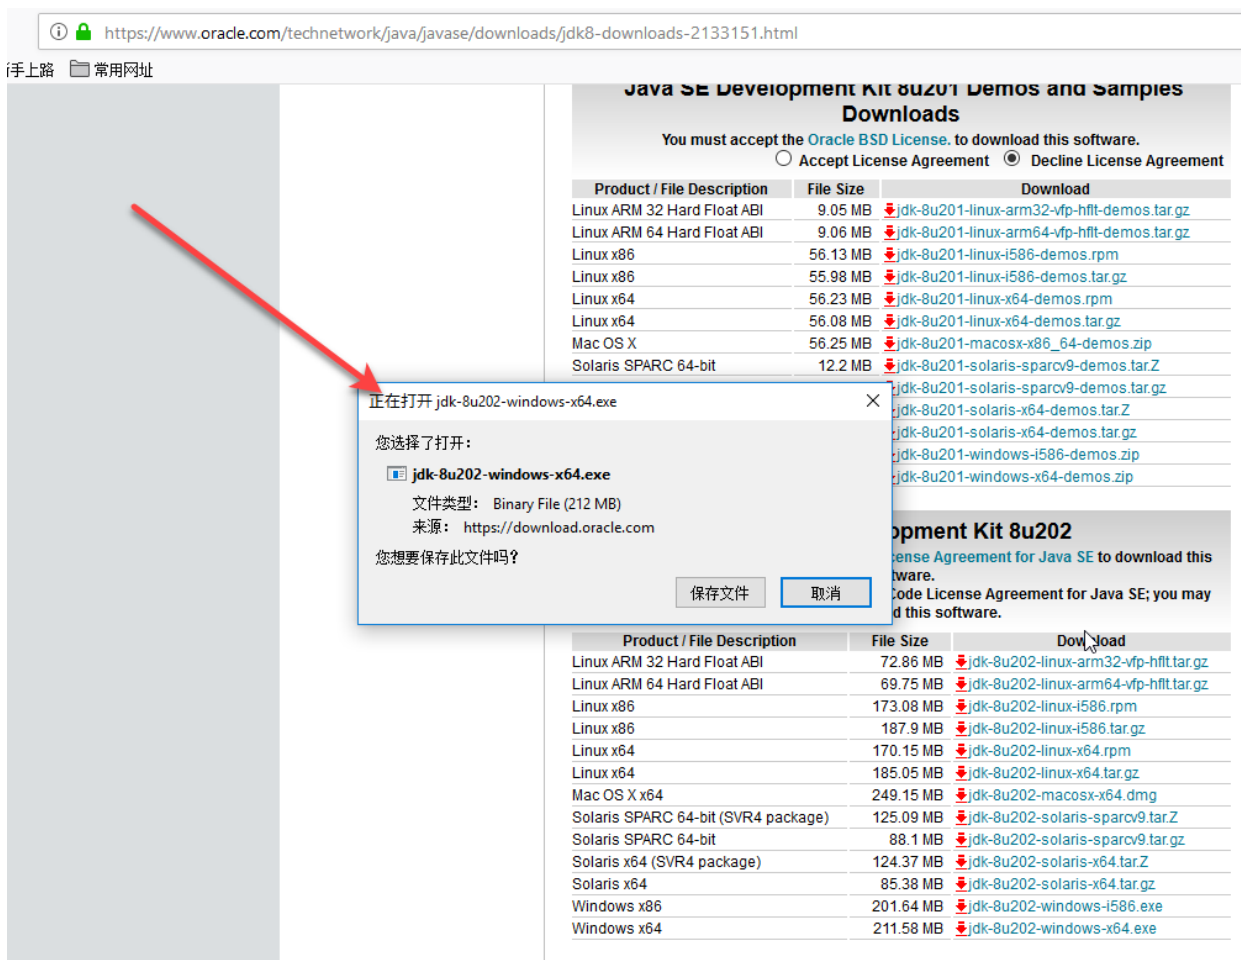 https://www.oracle.com/technetwork/java/javase/downloads/jdk8-downloads-2133151.html
手上路 常用网址
Java SE Development Kit 8u201 Demos and Samples
Downloads
You must accept the Oracle BSD License. to download this software.
Accept License Agreement Decline License Agreement
Product / File Description File Size Download
Linux ARM 32 Hard Float ABI 9.05 MB jdk-8u201-linux-arm32-vfp-hflt-demos.tar.gz
Linux ARM 64 Hard Float ABI 9.06 MB jdk-8u201-linux-arm64-vfp-hflt-demos.tar.gz
Linux x86 56.13 MB jdk-8u201-linux-i586-demos.rpm
Linux x86 55.98 MB jdk-8u201-linux-i586-demos.tar.gz
Linux x64 56.23 MB jdk-8u201-linux-x64-demos.rpm
Linux x64 56.08 MB jdk-8u201-linux-x64-demos.tar.gz
Mac OS X 56.25 MB jdk-8u201-macosx-x86_64-demos.zip
Solaris SPARC 64-bit 12.2 MB jdk-8u201-solaris-sparcv9-demos.tar.Z
jdk-8u201-solaris-sparcv9-demos.tar.gz
jdk-8u201-solaris-x64-demos.tar.Z
jdk-8u201-solaris-x64-demos.tar.gz
jdk-8u201-windows-i586-demos.zip
jdk-8u201-windows-x64-demos.zip
正在打开 jdk-8u202-windows-x64.exe
您选择了打开：
jdk-8u202-windows-x64.exe
文件类型： Binary File (212 MB)
来源： https://download.oracle.com
您想要保存此文件吗？
保存文件 取消
opment Kit 8u202
cense Agreement for Java SE to download this
tware.
Code License Agreement for Java SE; you may
d this software.
Product / File Description File Size Download
Linux ARM 32 Hard Float ABI 72.86 MB jdk-8u202-linux-arm32-vfp-hflt.tar.gz
Linux ARM 64 Hard Float ABI 69.75 MB jdk-8u202-linux-arm64-vfp-hflt.tar.gz
Linux x86 173.08 MB jdk-8u202-linux-i586.rpm
Linux x86 187.9 MB jdk-8u202-linux-i586.tar.gz
Linux x64 170.15 MB jdk-8u202-linux-x64.rpm
Linux x64 185.05 MB jdk-8u202-linux-x64.tar.gz
Mac OS X x64 249.15 MB jdk-8u202-macosx-x64.dmg
Solaris SPARC 64-bit (SVR4 package) 125.09 MB jdk-8u202-solaris-sparcv9.tar.Z
Solaris SPARC 64-bit 88.1 MB jdk-8u202-solaris-sparcv9.tar.gz
Solaris x64 (SVR4 package) 124.37 MB jdk-8u202-solaris-x64.tar.Z
Solaris x64 85.38 MB jdk-8u202-solaris-x64.tar.gz
Windows x86 201.64 MB jdk-8u202-windows-i586.exe
Windows x64 211.58 MB jdk-8u202-windows-x64.exe